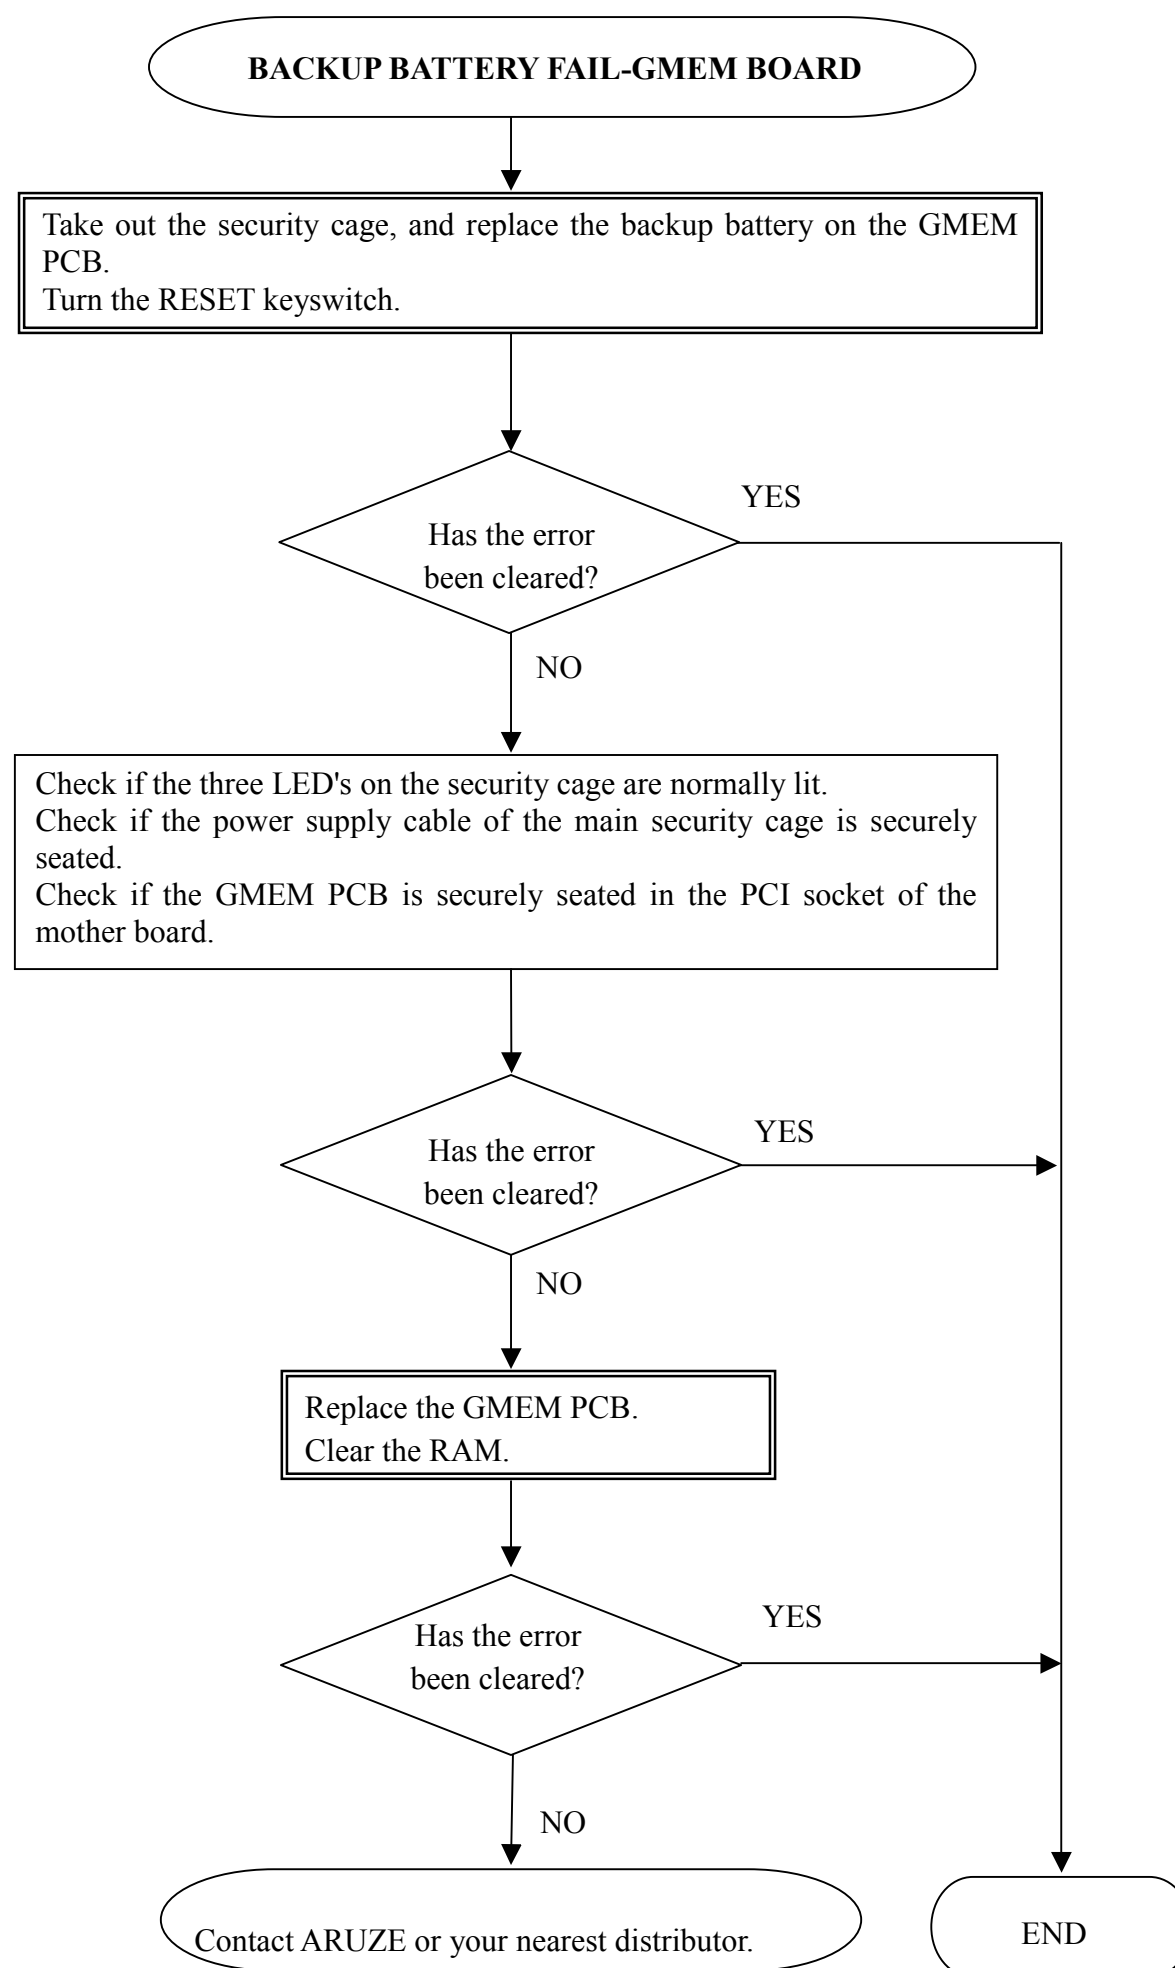 BACKUP BATTERY FAIL-GMEM BOARD
Take out the security cage, and replace the backup battery on the GMEM
PCB.
Turn the RESET keyswitch.
YES
Has the error
been cleared?
NO
Check if the three LED's on the security cage are normally lit.
Check if the power supply cable of the main security cage is securely
seated.
Check if the GMEM PCB is securely seated in the PCI socket of the
mother board.
YES
Has the error
been cleared?
NO
Replace the GMEM PCB.
Clear the RAM.
YES
Has the error
been cleared?
NO
Contact ARUZE or your nearest distributor.
END